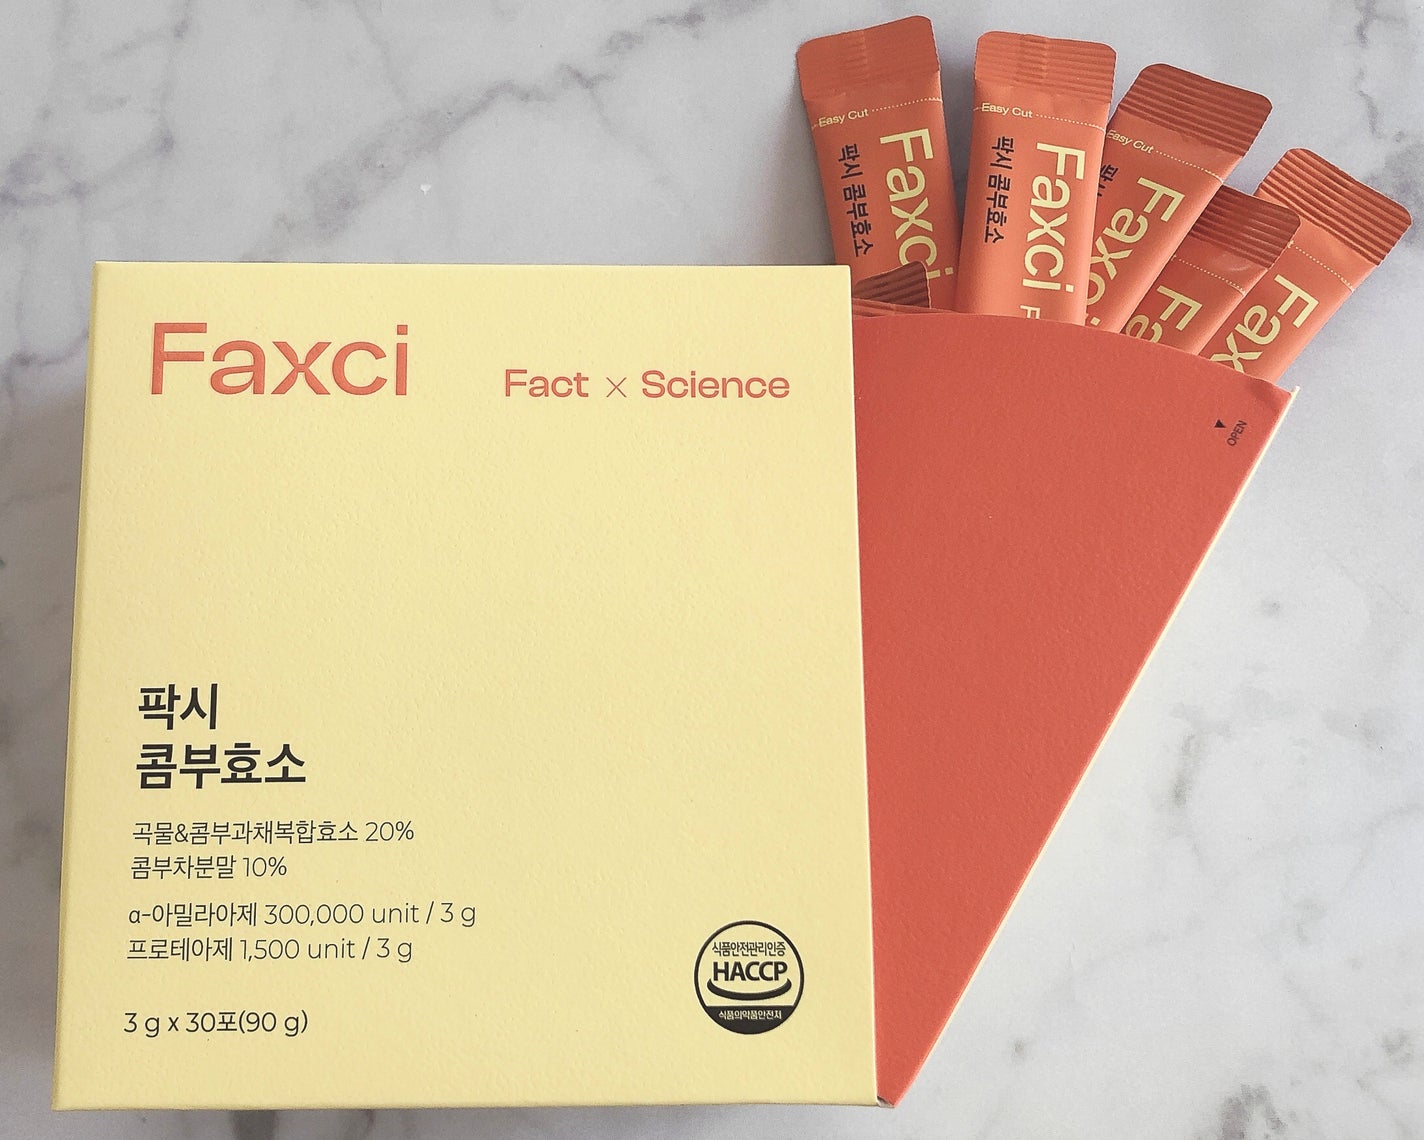 Faxci
Fact × Science
팍시
콤부효소
곡물&콤부과채복합효소 20%
콤부차분말 10%
α-아밀라아제 300,000 unit / 3 g
프로테아제 1,500 unit / 3 g
3 g x 30포(90 g)
식품안전관리인증
HACCP
식품의약품안전처
Easy Cut
Faxci
팍시 콤부효소
Easy Cut
Faxci
팍시 콤부효소
Easy Cut
Faxci
OPEN